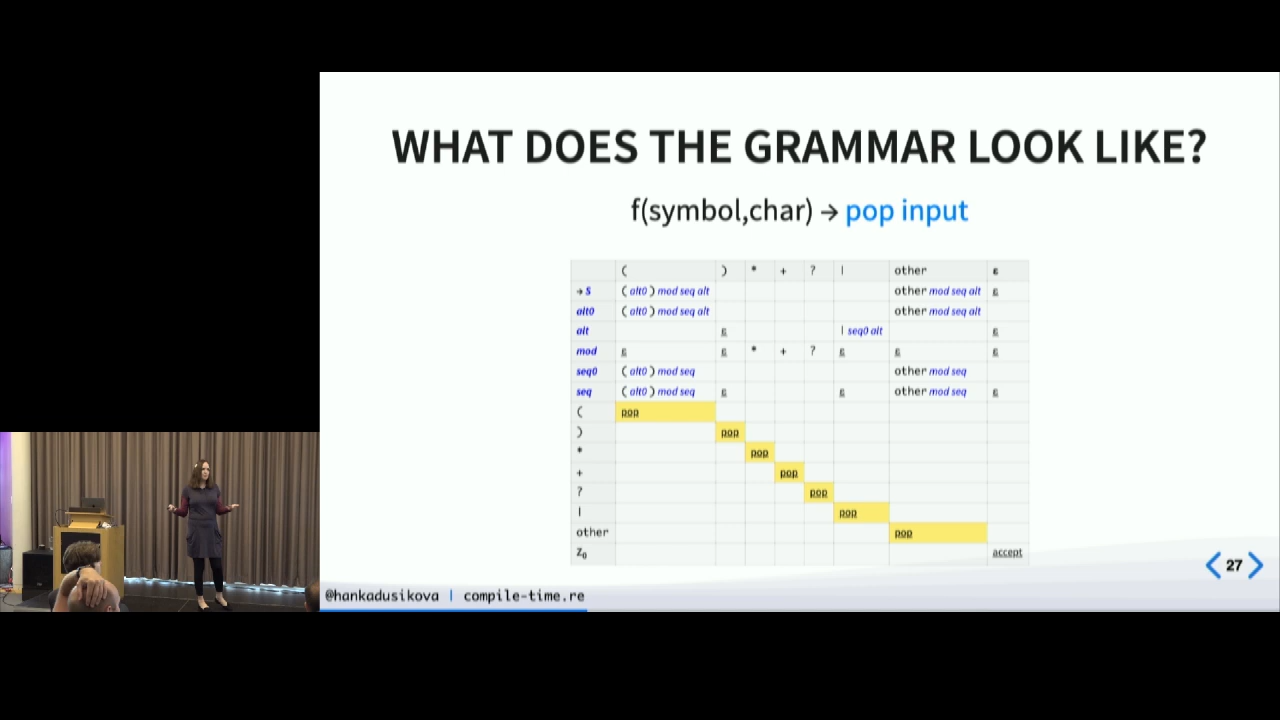 WHAT DOES THE GRAMMAR LOOK LIKE?
f(symbol,char) → pop input
( ) * + ? | other ε
→ S ( alt0 ) mod seq alt other mod seq alt ε
alt0 ( alt0 ) mod seq alt other mod seq alt
alt ε | seq0 alt ε
mod ε ε * + ? ε ε ε
seq0 ( alt0 ) mod seq other mod seq
seq ( alt0 ) mod seq ε ε other mod seq ε
( pop
) pop
* pop
+ pop
? pop
| pop
other pop
Z0 accept
27
@hankadusikova | compile-time.re